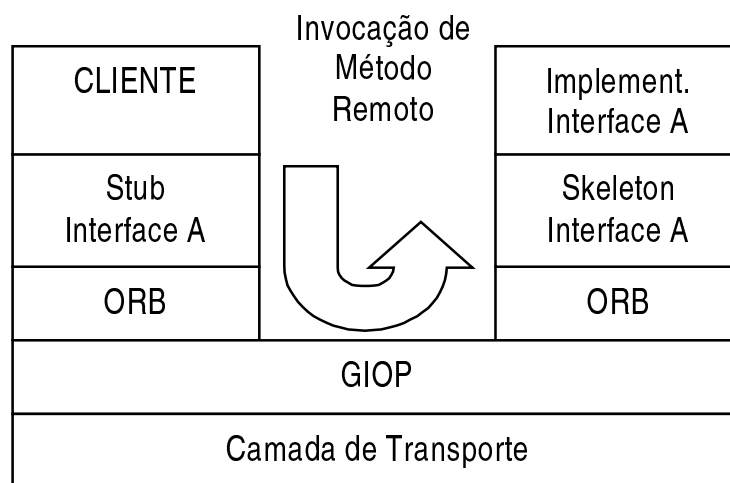 Invocação de
Método
Remoto
CLIENTE
Implement.
Interface A
Stub
Interface A
Skeleton
Interface A
ORB
ORB
GIOP
Camada de Transporte